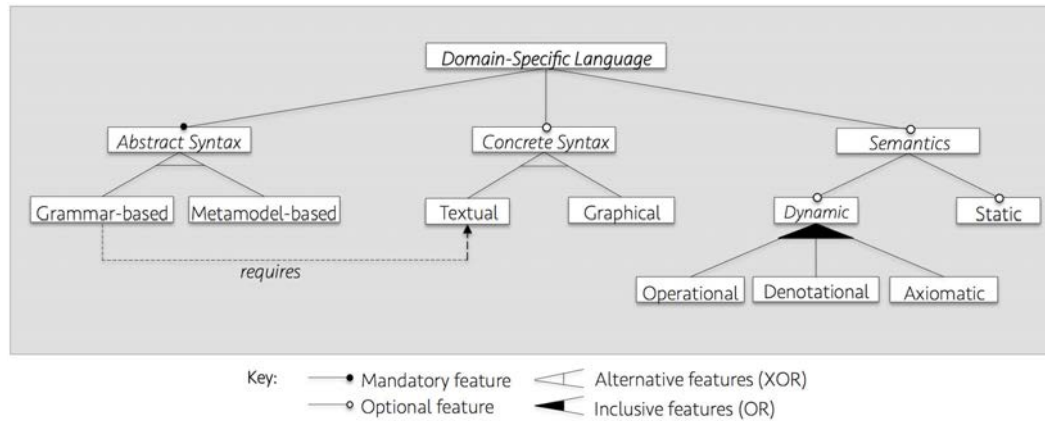 Domain-Specific Language
Abstract Syntax
Concrete Syntax
Semantics
Grammar-based
Metamodel-based
Textual
Graphical
Dynamic
Static
requires
Operational
Denotational
Axiomatic
Key:
Mandatory feature
Alternative features (XOR)
Optional feature
Inclusive features (OR)